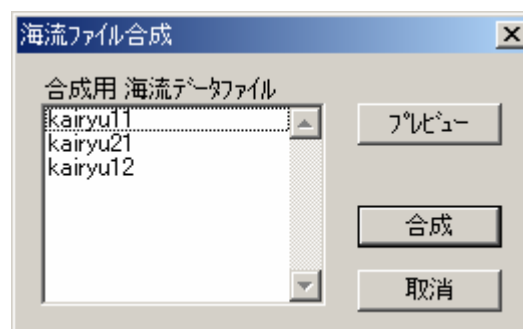 海流ﾌｧｲﾙ合成
合成用 海流ﾃﾞｰﾀﾌｧｲﾙ
kairyu11
kairyu21
kairyu12
ﾌﾟﾚﾋﾞｭｰ
合成
取消